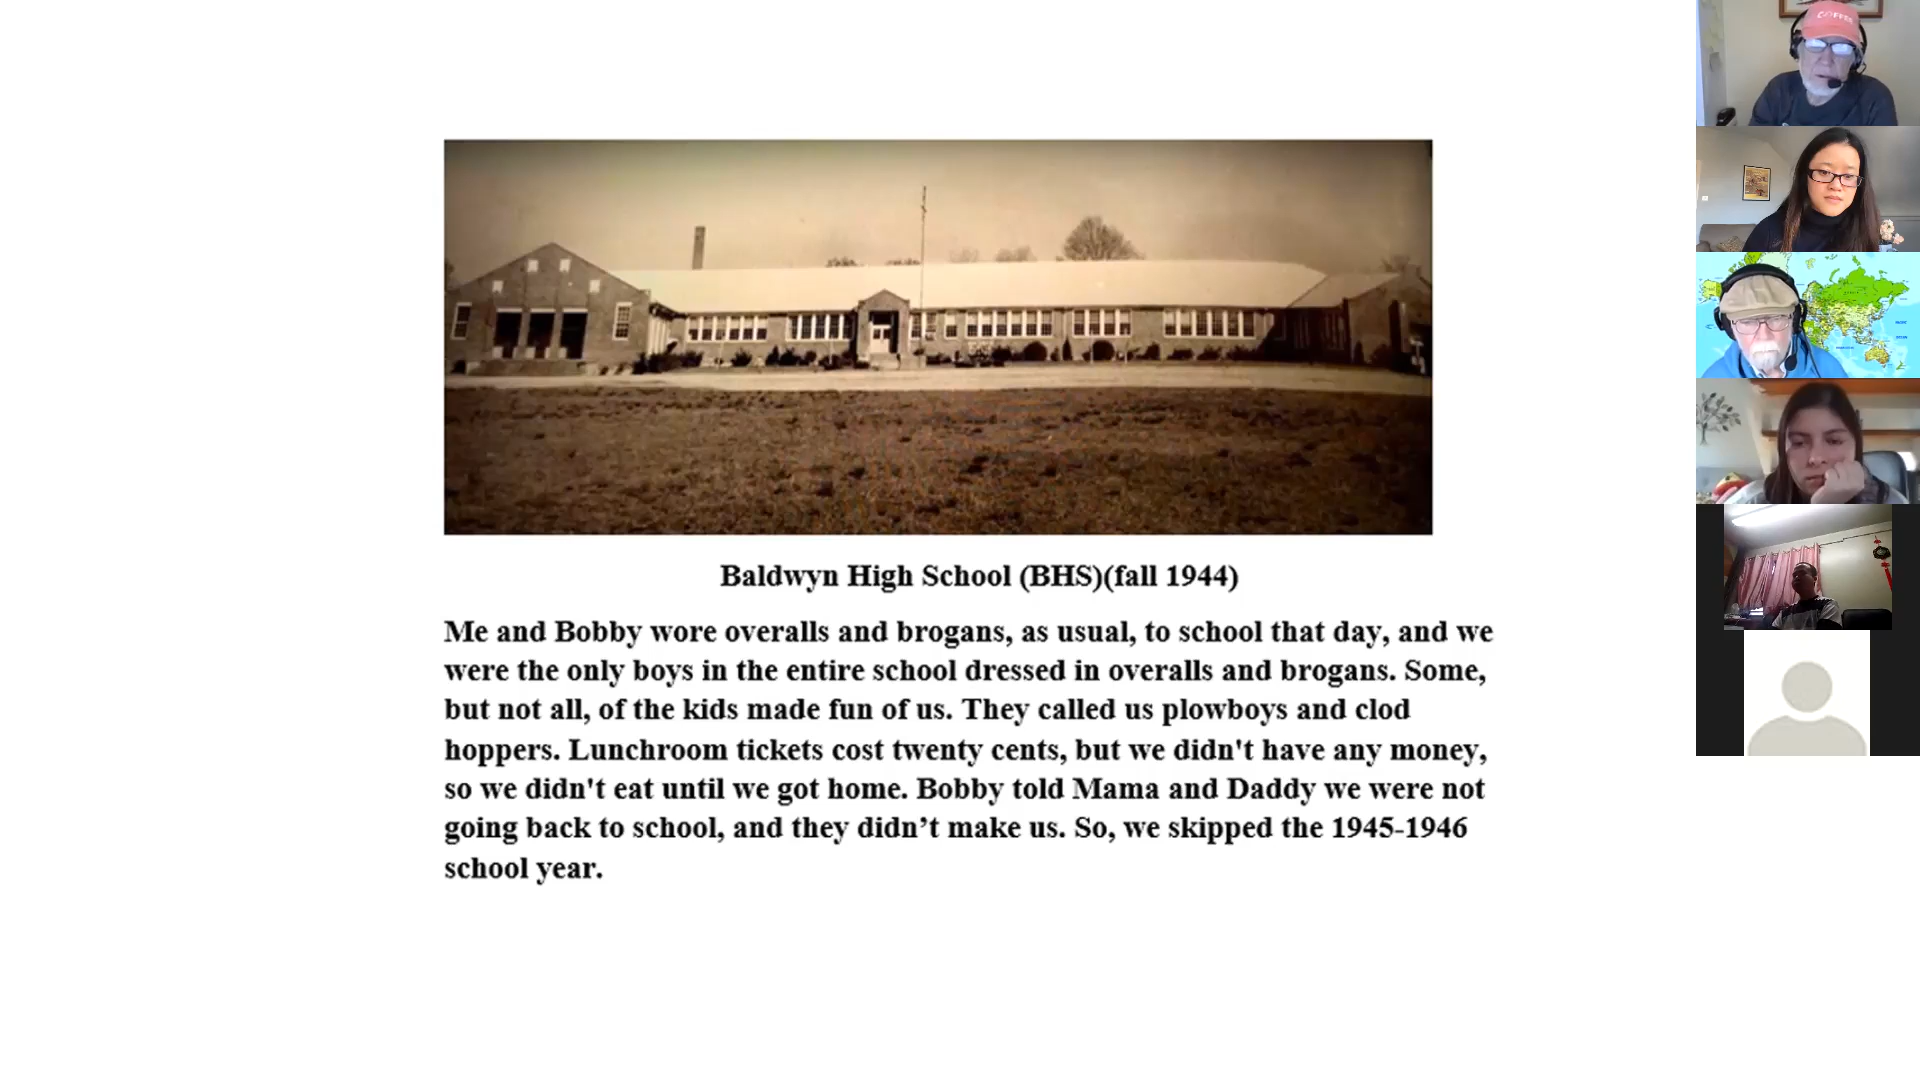 Baldwyn High School (BHS)(fall 1944)
Me and Bobby wore overalls and brogans, as usual, to school that day, and we
were the only boys in the entire school dressed in overalls and brogans. Some,
but not all, of the kids made fun of us. They called us plowboys and clod
hoppers. Lunchroom tickets cost twenty cents, but we didn't have any money,
so we didn't eat until we got home. Bobby told Mama and Daddy we were not
going back to school, and they didn’t make us. So, we skipped the 1945-1946
school year.
COFFEE